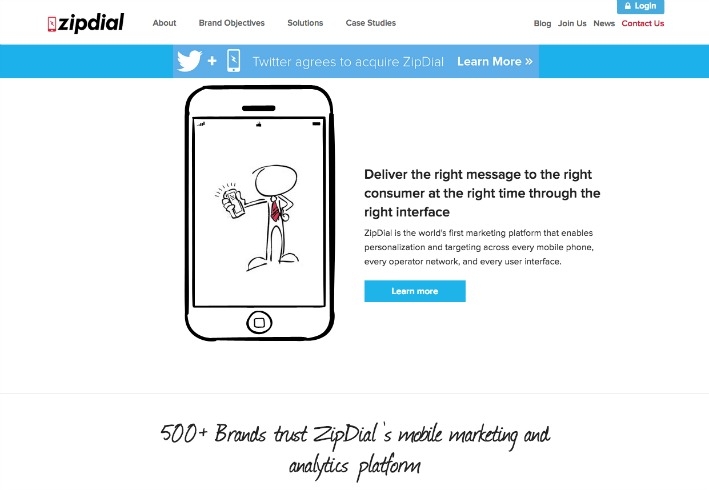 Login
zipdial
About Brand Objectives Solutions Case Studies
Blog Join Us News Contact Us
+ Twitter agrees to acquire ZipDial Learn More »
Deliver the right message to the right
consumer at the right time through the
right interface
ZipDial is the world's first marketing platform that enables
personalization and targeting across every mobile phone,
every operator network, and every user interface.
Learn more
500+ Brands trust ZipDial's mobile marketing and
analytics platform